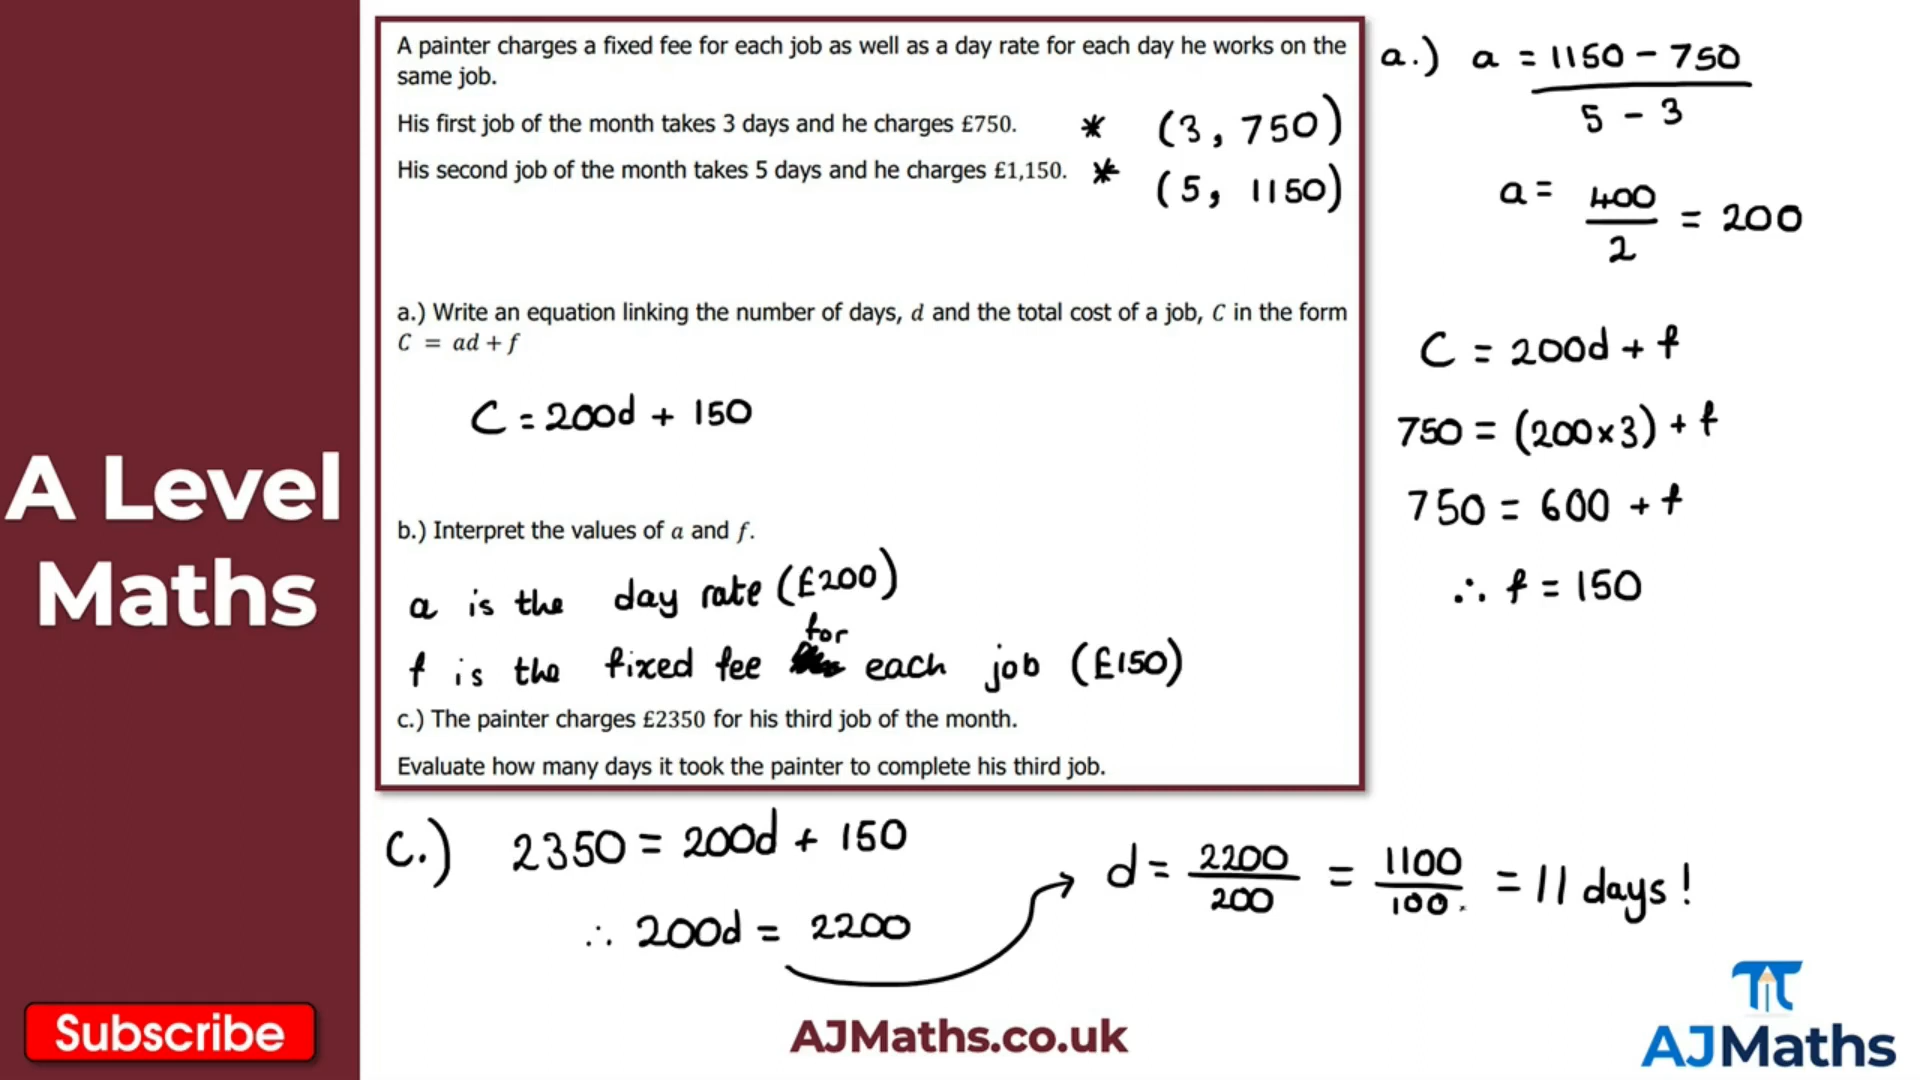 A Level
Maths
Subscribe
A painter charges a fixed fee for each job as well as a day rate for each day he works on the
same job.
His first job of the month takes 3 days and he charges £750. * (3, 750)
His second job of the month takes 5 days and he charges £1,150. * (5, 1150)
a.) Write an equation linking the number of days, d and the total cost of a job, C in the form
C = ad + f
C = 200d + 150
b.) Interpret the values of a and f.
a is the day rate (£200)
f is the fixed fee for each job (£150)
c.) The painter charges £2350 for his third job of the month.
Evaluate how many days it took the painter to complete his third job.
a.) a = 1150 - 750
5 - 3
a = 400/2 = 200
C = 200d + f
750 = (200×3) + f
750 = 600 + f
∴ f = 150
C.) 2350 = 200d + 150
∴ 200d = 2200
d = 2200/200 = 1100/100 = 11 days!
AJMaths.co.uk
AJMaths